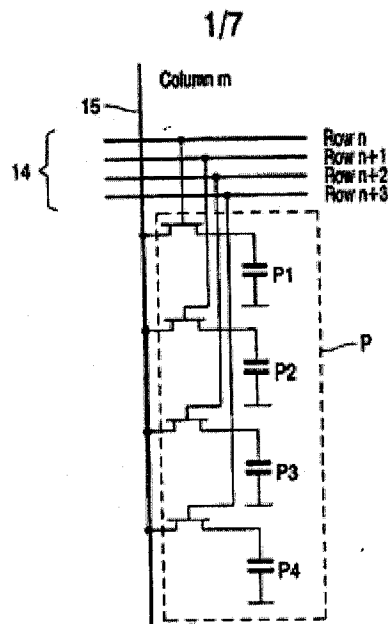 1/7
15
Column m
14
Row n
Row n+1
Row n+2
Row n+3
P1
P
P2
P3
P4